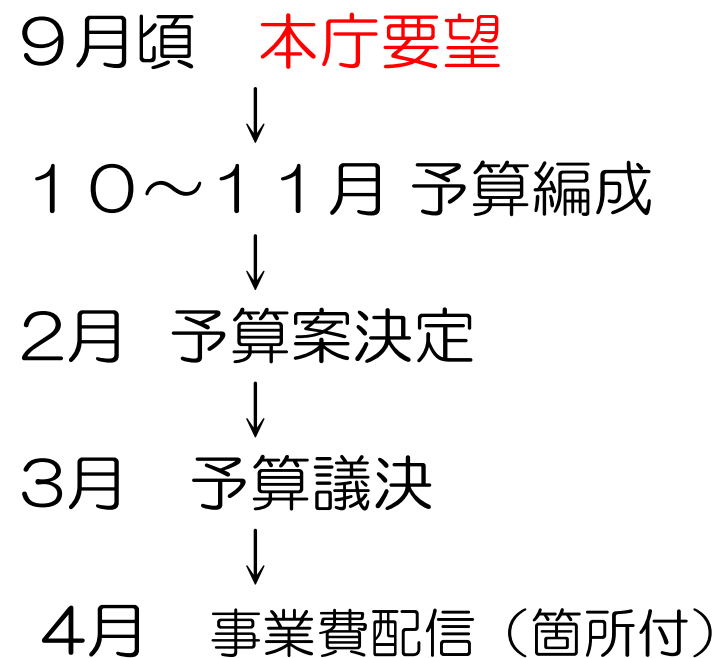 ９月頃　本庁要望
↓
１０～１１月 予算編成
↓
２月　予算案決定
↓
３月　予算議決
↓
４月　事業費配信（箇所付）